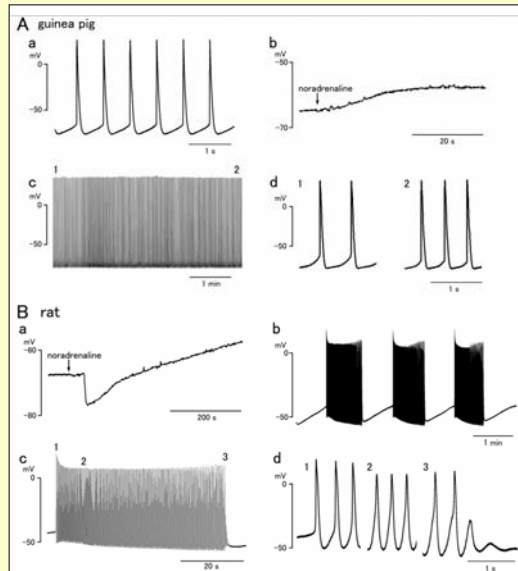 A guinea pig
a
mV
0
-50
1 s
b
mV
-50
noradrenaline
-70
20 s
c
1
2
mV
0
-50
1 min
d
1
2
mV
0
-50
1 s
B rat
a
mV
-60
noradrenaline
-80
200 s
b
mV
0
-50
1 min
c
1
2
3
mV
0
-50
20 s
d
1
2
3
mV
0
-50
1 s